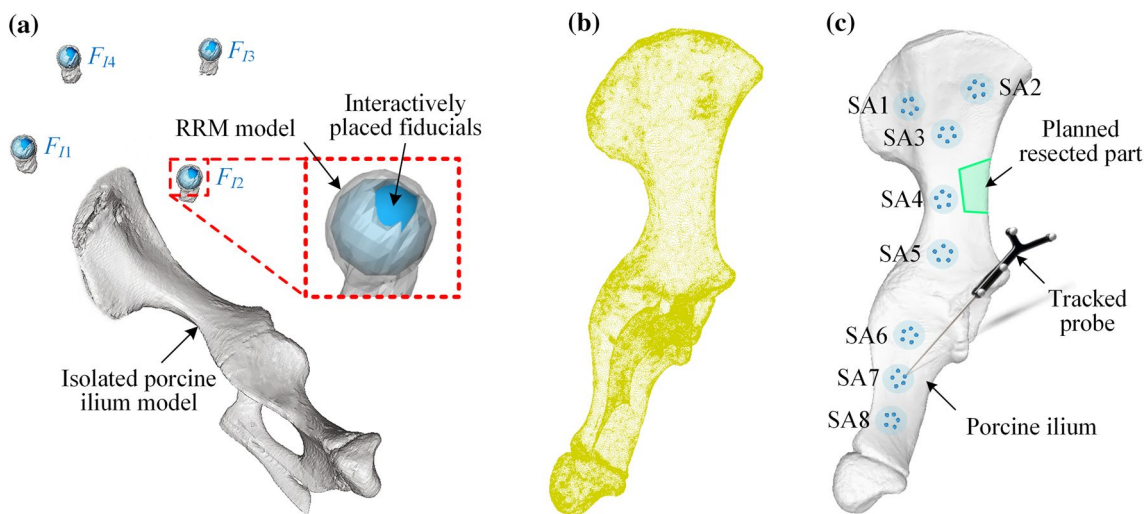 (a)
F_{I4}
F_{I3}
Interactively
placed fiducials
RRM model
F_{I1}
F_{I2}
Isolated porcine
ilium model
(b)
(c)
SA1
SA2
SA3
Planned
resected part
SA4
SA5
Tracked
probe
SA6
SA7
SA8
Porcine ilium